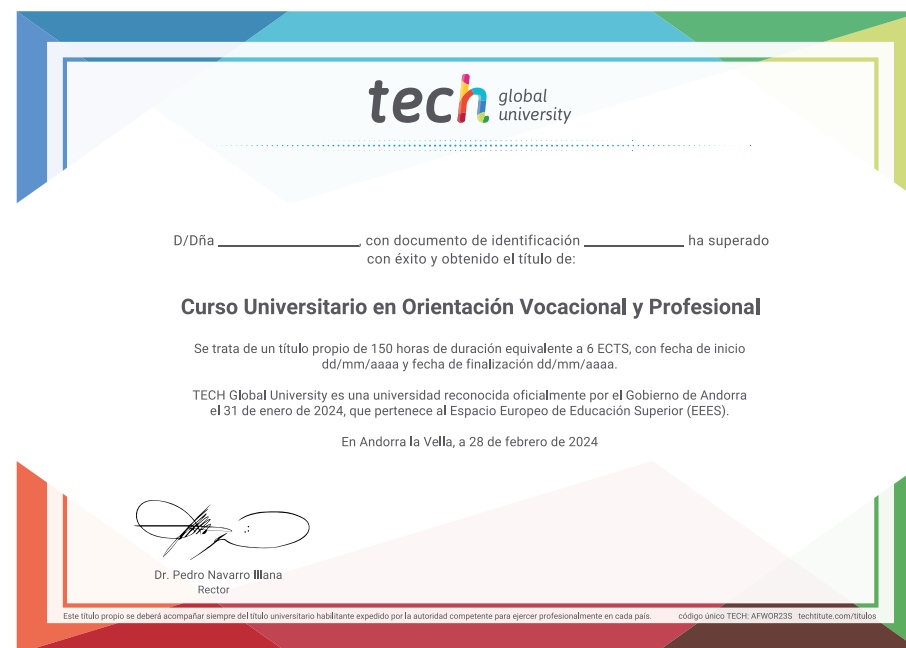 tech global university
D/Dña ____________________, con documento de identificación ______________ ha superado
con éxito y obtenido el título de:
Curso Universitario en Orientación Vocacional y Profesional
Se trata de un título propio de 150 horas de duración equivalente a 6 ECTS, con fecha de inicio
dd/mm/aaaa y fecha de finalización dd/mm/aaaa.
TECH Global University es una universidad reconocida oficialmente por el Gobierno de Andorra
el 31 de enero de 2024, que pertenece al Espacio Europeo de Educación Superior (EEES).
En Andorra la Vella, a 28 de febrero de 2024
Dr. Pedro Navarro Illana
Rector
Este título propio se deberá acompañar siempre del título universitario habilitante expedido por la autoridad competente para ejercer profesionalmente en cada país. código único TECH: AFWOR23S techtitute.com/titulos